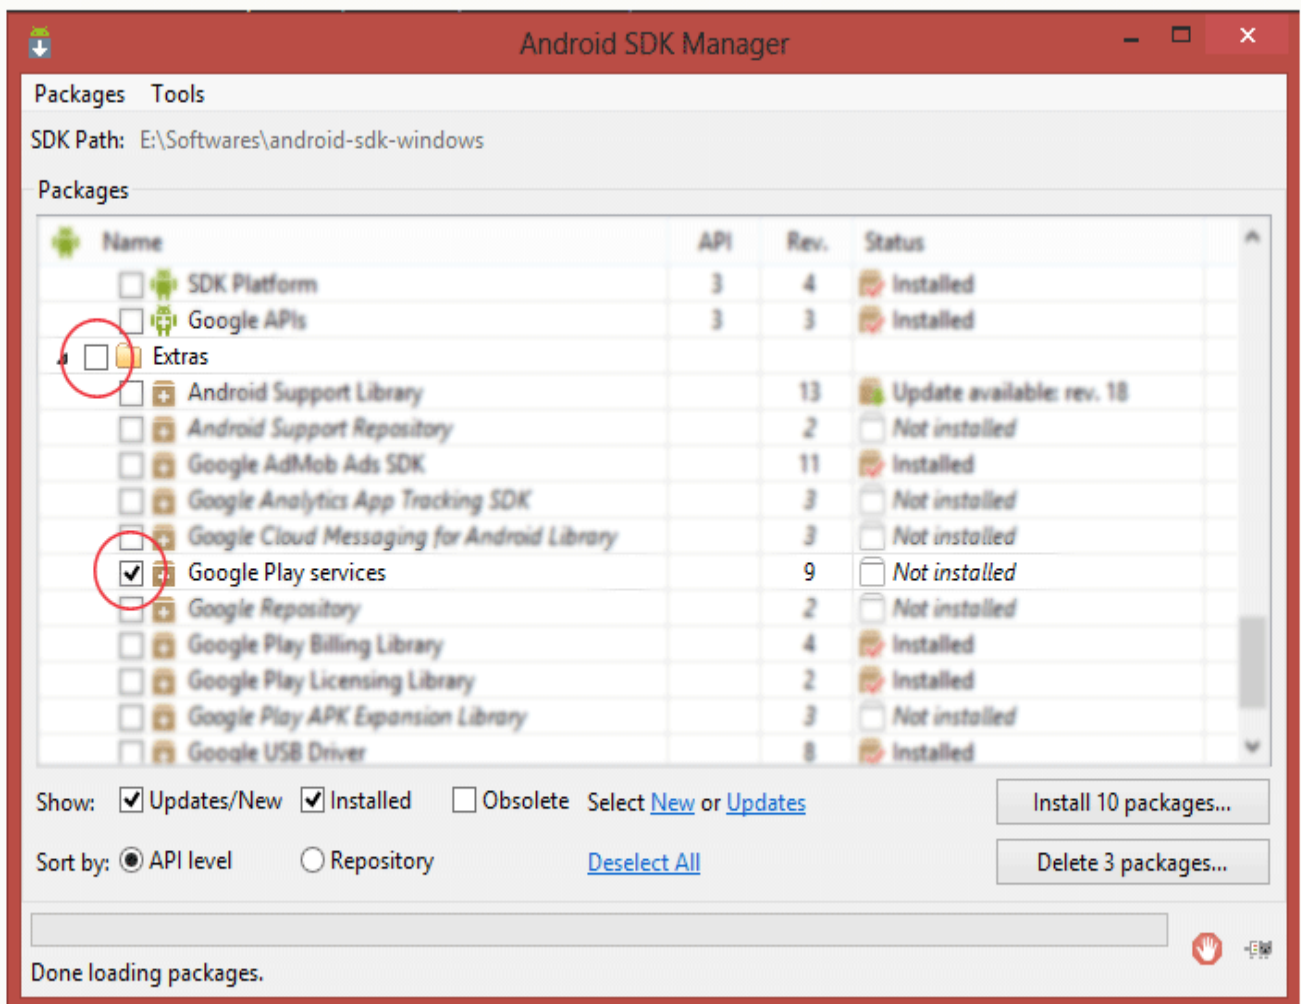 Android SDK Manager
Packages Tools
SDK Path: E:\Softwares\android-sdk-windows
Packages
Name API Rev. Status
SDK Platform 3 4 Installed
Google APIs 3 3 Installed
Extras
Android Support Library 13 Update available: rev. 18
Android Support Repository 2 Not installed
Google AdMob Ads SDK 11 Installed
Google Analytics App Tracking SDK 3 Not installed
Google Cloud Messaging for Android Library 3 Not installed
Google Play services 9 Not installed
Google Repository 2 Not installed
Google Play Billing Library 4 Installed
Google Play Licensing Library 2 Installed
Google Play APK Expansion Library 3 Not installed
Google USB Driver 8 Installed
Show: Updates/New Installed Obsolete Select New or Updates Install 10 packages...
Sort by: API level Repository Deselect All Delete 3 packages...
Done loading packages.